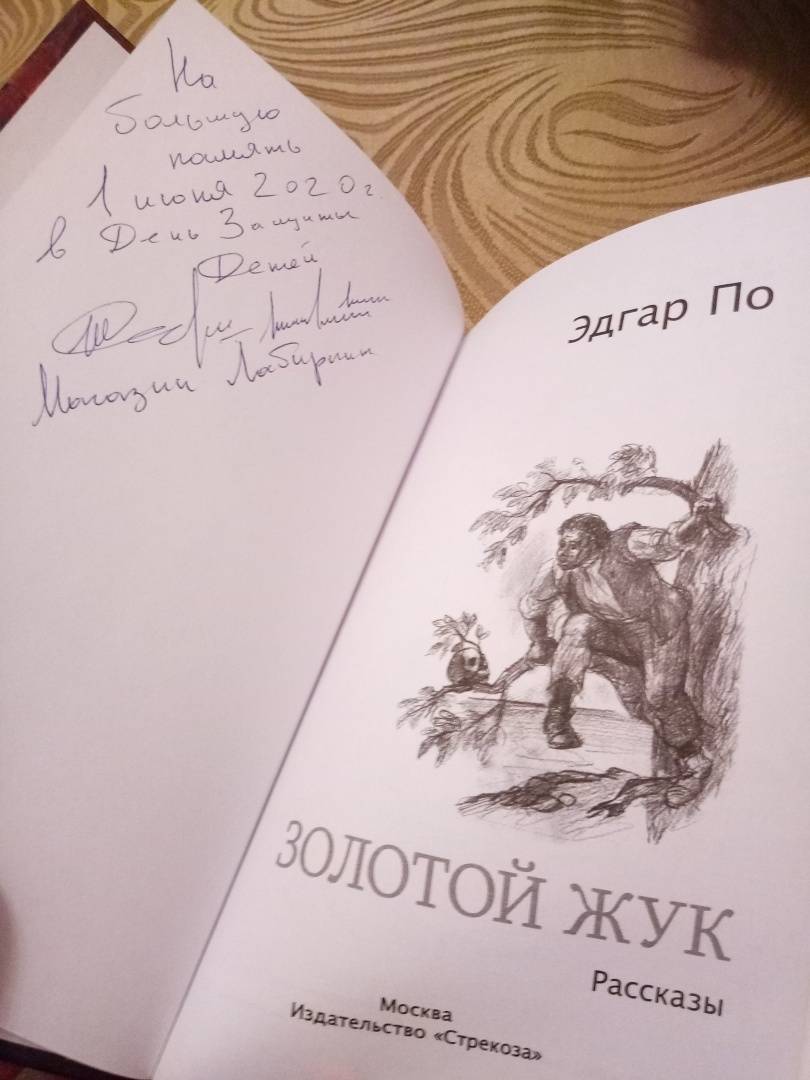 На
большую
память
1 июня 2020 г.
в День Защиты
Детей
Магазин Лабиринт
Эдгар По
ЗОЛОТОЙ ЖУК
Рассказы
Москва
Издательство «Стрекоза»